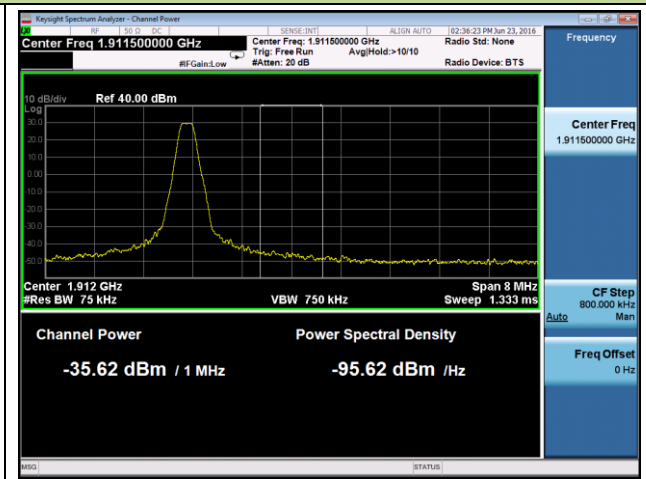 Keysight Spectrum Analyzer - Channel Power
RF 50 Ω DC SENSE:INT ALIGN AUTO 02:36:23 PM Jun 23, 2016
Center Freq 1.911500000 GHz
Center Freq: 1.911500000 GHz
Radio Std: None
Trig: Free Run Avg|Hold:>10/10
#IFGain:Low
#Atten: 20 dB
Radio Device: BTS
Frequency
10 dB/div Ref 40.00 dBm
Log
30.0
20.0
10.0
0.00
-10.0
-20.0
-30.0
-40.0
-50.0
Center Freq
1.911500000 GHz
Center 1.912 GHz
Span 8 MHz
#Res BW 75 kHz
VBW 750 kHz
Sweep 1.333 ms
CF Step
800.000 kHz
Auto Man
Channel Power
Power Spectral Density
-35.62 dBm / 1 MHz
-95.62 dBm /Hz
Freq Offset
0 Hz
MSG
STATUS